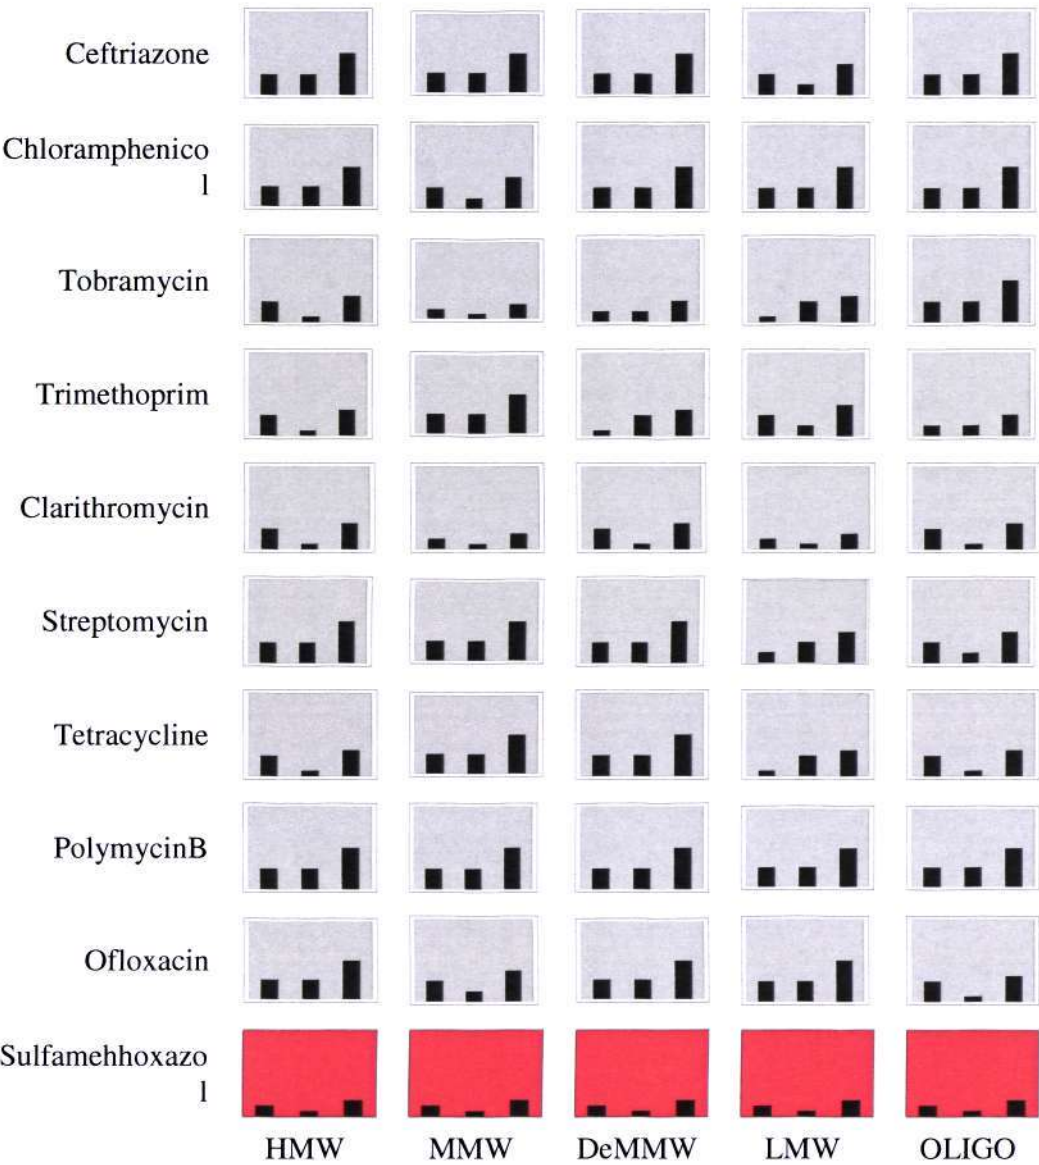 Ceftriazone
Chloramphenico
l
Tobramycin
Trimethoprim
Clarithromycin
Streptomycin
Tetracycline
PolymycinB
Ofloxacin
Sulfamehhoxazo
l
HMW MMW DeMMW LMW OLIGO